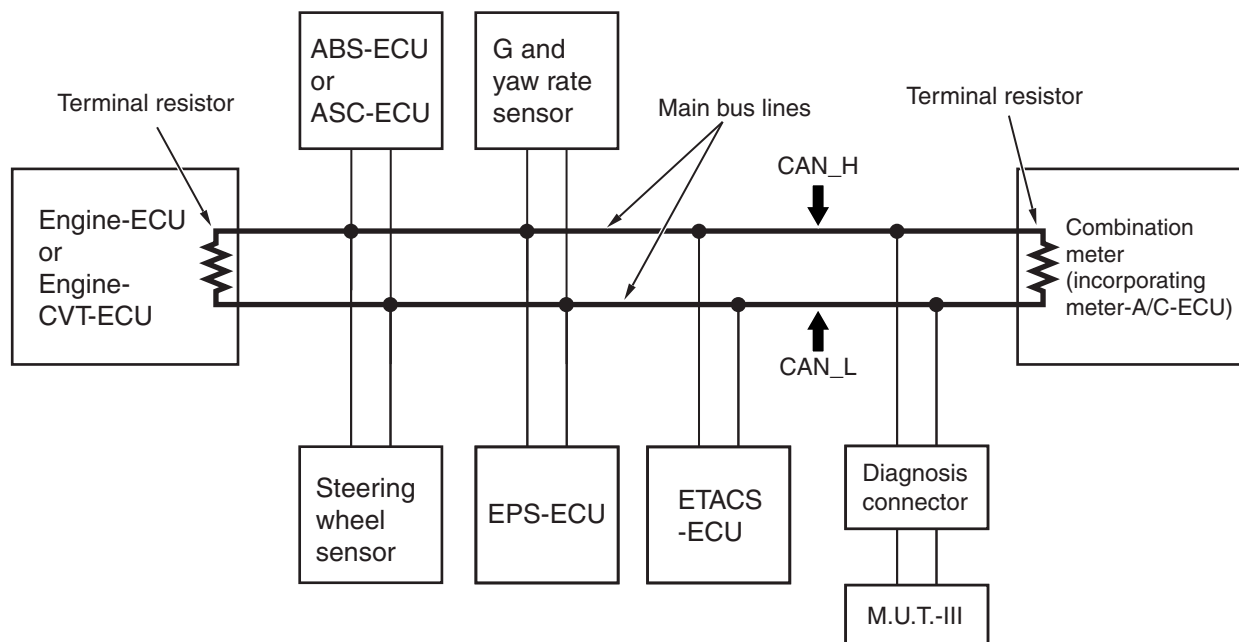 ABS-ECU
or
ASC-ECU
G and
yaw rate
sensor
Terminal resistor
Main bus lines
Terminal resistor
CAN_H
Engine-ECU
or
Engine-
CVT-ECU
Combination
meter
(incorporating
meter-A/C-ECU)
CAN_L
Steering
wheel
sensor
EPS-ECU
ETACS
-ECU
Diagnosis
connector
M.U.T.-III